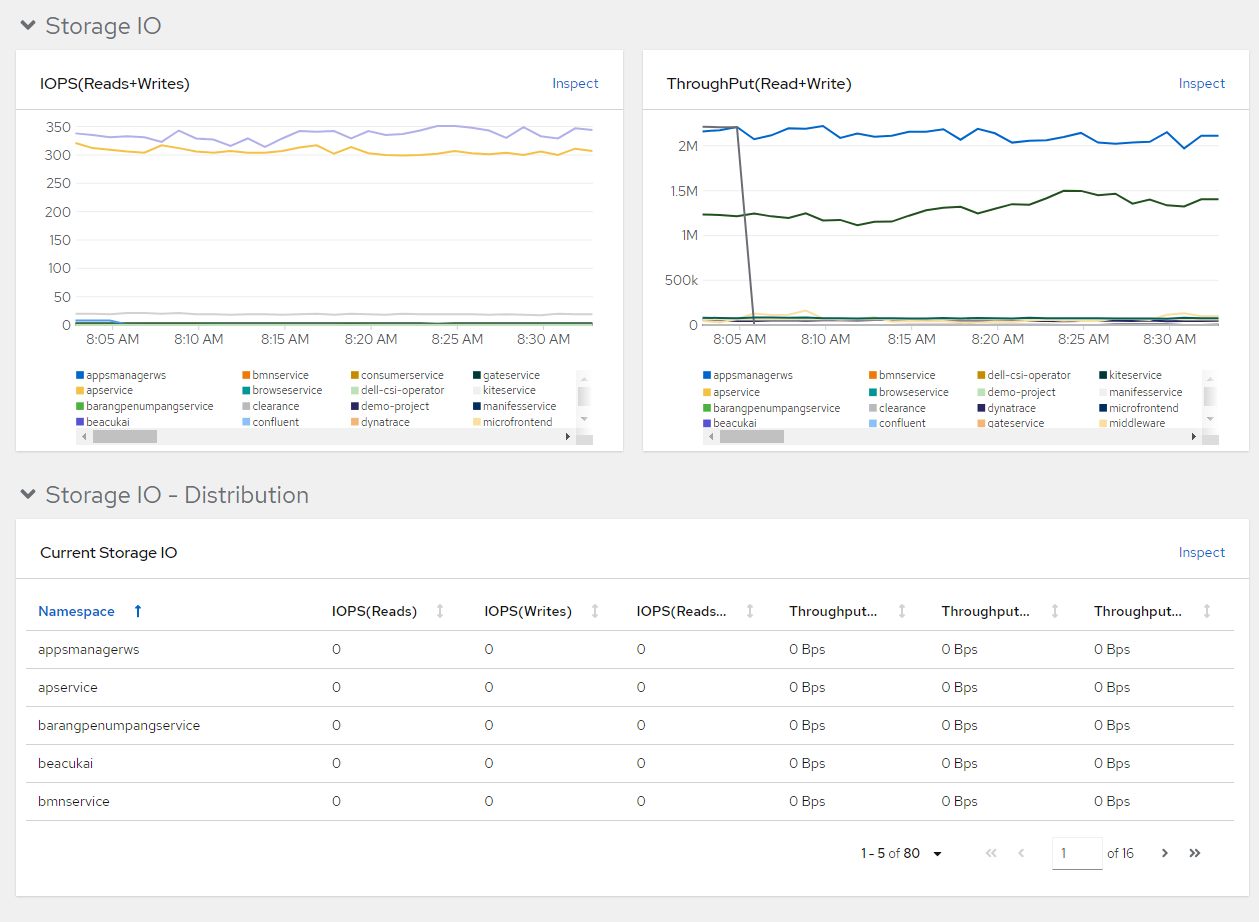 Storage IO
IOPS(Reads+Writes) Inspect
350
300
250
200
150
100
50
0
8:05 AM 8:10 AM 8:15 AM 8:20 AM 8:25 AM 8:30 AM
appsmanagerws bmnservice consumerservice gateservice
apservice browseservice dell-csi-operator kiteservice
barangpenumpangservice clearance demo-project manifesservice
beacukai confluent dynatrace microfrontend
ThroughPut(Read+Write) Inspect
2M
1.5M
1M
500k
0
8:05 AM 8:10 AM 8:15 AM 8:20 AM 8:25 AM 8:30 AM
appsmanagerws bmnservice dell-csi-operator kiteservice
apservice browseservice demo-project manifesservice
barangpenumpangservice clearance dynatrace microfrontend
beacukai confluent gateservice middleware
Storage IO - Distribution
Current Storage IO Inspect
Namespace IOPS(Reads) IOPS(Writes) IOPS(Reads... Throughput... Throughput... Throughput...
appsmanagerws 0 0 0 0 Bps 0 Bps 0 Bps
apservice 0 0 0 0 Bps 0 Bps 0 Bps
barangpenumpangservice 0 0 0 0 Bps 0 Bps 0 Bps
beacukai 0 0 0 0 Bps 0 Bps 0 Bps
bmnservice 0 0 0 0 Bps 0 Bps 0 Bps
1 - 5 of 80 1 of 16